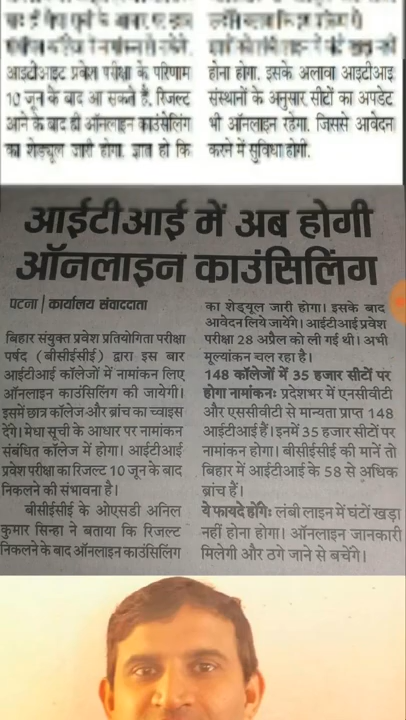 आईटीआइट प्रवेश परीक्षा के परिणाम
10 जून के बाद आ सकते है. रिजल्ट
आने के बाद ही ऑनलाइन काउंसेलिंग
का शेड्यूल जारी होगा. ज्ञात हो कि
होना होगा. इसके अलावा आइटीआइ
संस्थानों के अनुसार सीटों का अपडेट
भी ऑनलाइन रहेगा. जिससे आवेदन
करने में सुविधा होगी.
आईटीआई में अब होगी
ऑनलाइन काउंसिलिंग
पटना | कार्यालय संवाददाता
बिहार संयुक्त प्रवेश प्रतियोगिता परीक्षा
पर्षद (बीसीईसीई) द्वारा इस बार
आईटीआई कॉलेजों में नामांकन लिए
ऑनलाइन काउंसिलिंग की जायेगी।
इसमें छात्र कॉलेज और ब्रांच का च्वाइस
देंगे। मेधा सूची के आधार पर नामांकन
संबंधित कॉलेज में होगा। आईटीआई
प्रवेश परीक्षा का रिजल्ट 10 जून के बाद
निकलने की संभावना है।
बीसीईसीई के ओएसडी अनिल
कुमार सिन्हा ने बताया कि रिजल्ट
निकलने के बाद ऑनलाइन काउंसिलिंग
का शेड्यूल जारी होगा। इसके बाद
आवेदन लिये जायेंगे। आईटीआई प्रवेश
परीक्षा 28 अप्रैल को ली गई थी। अभी
मूल्यांकन चल रहा है।
148 कॉलेजों में 35 हजार सीटों पर
होगा नामांकन: प्रदेशभर में एनसीवीटी
और एससीवीटी से मान्यता प्राप्त 148
आईटीआई हैं। इनमें 35 हजार सीटों पर
नामांकन होगा। बीसीईसीई की मानें तो
बिहार में आईटीआई के 58 से अधिक
ब्रांच हैं।
ये फायदे होंगे: लंबी लाइन में घंटों खड़ा
नहीं होना होगा। ऑनलाइन जानकारी
मिलेगी और ठगे जाने से बचेंगे।